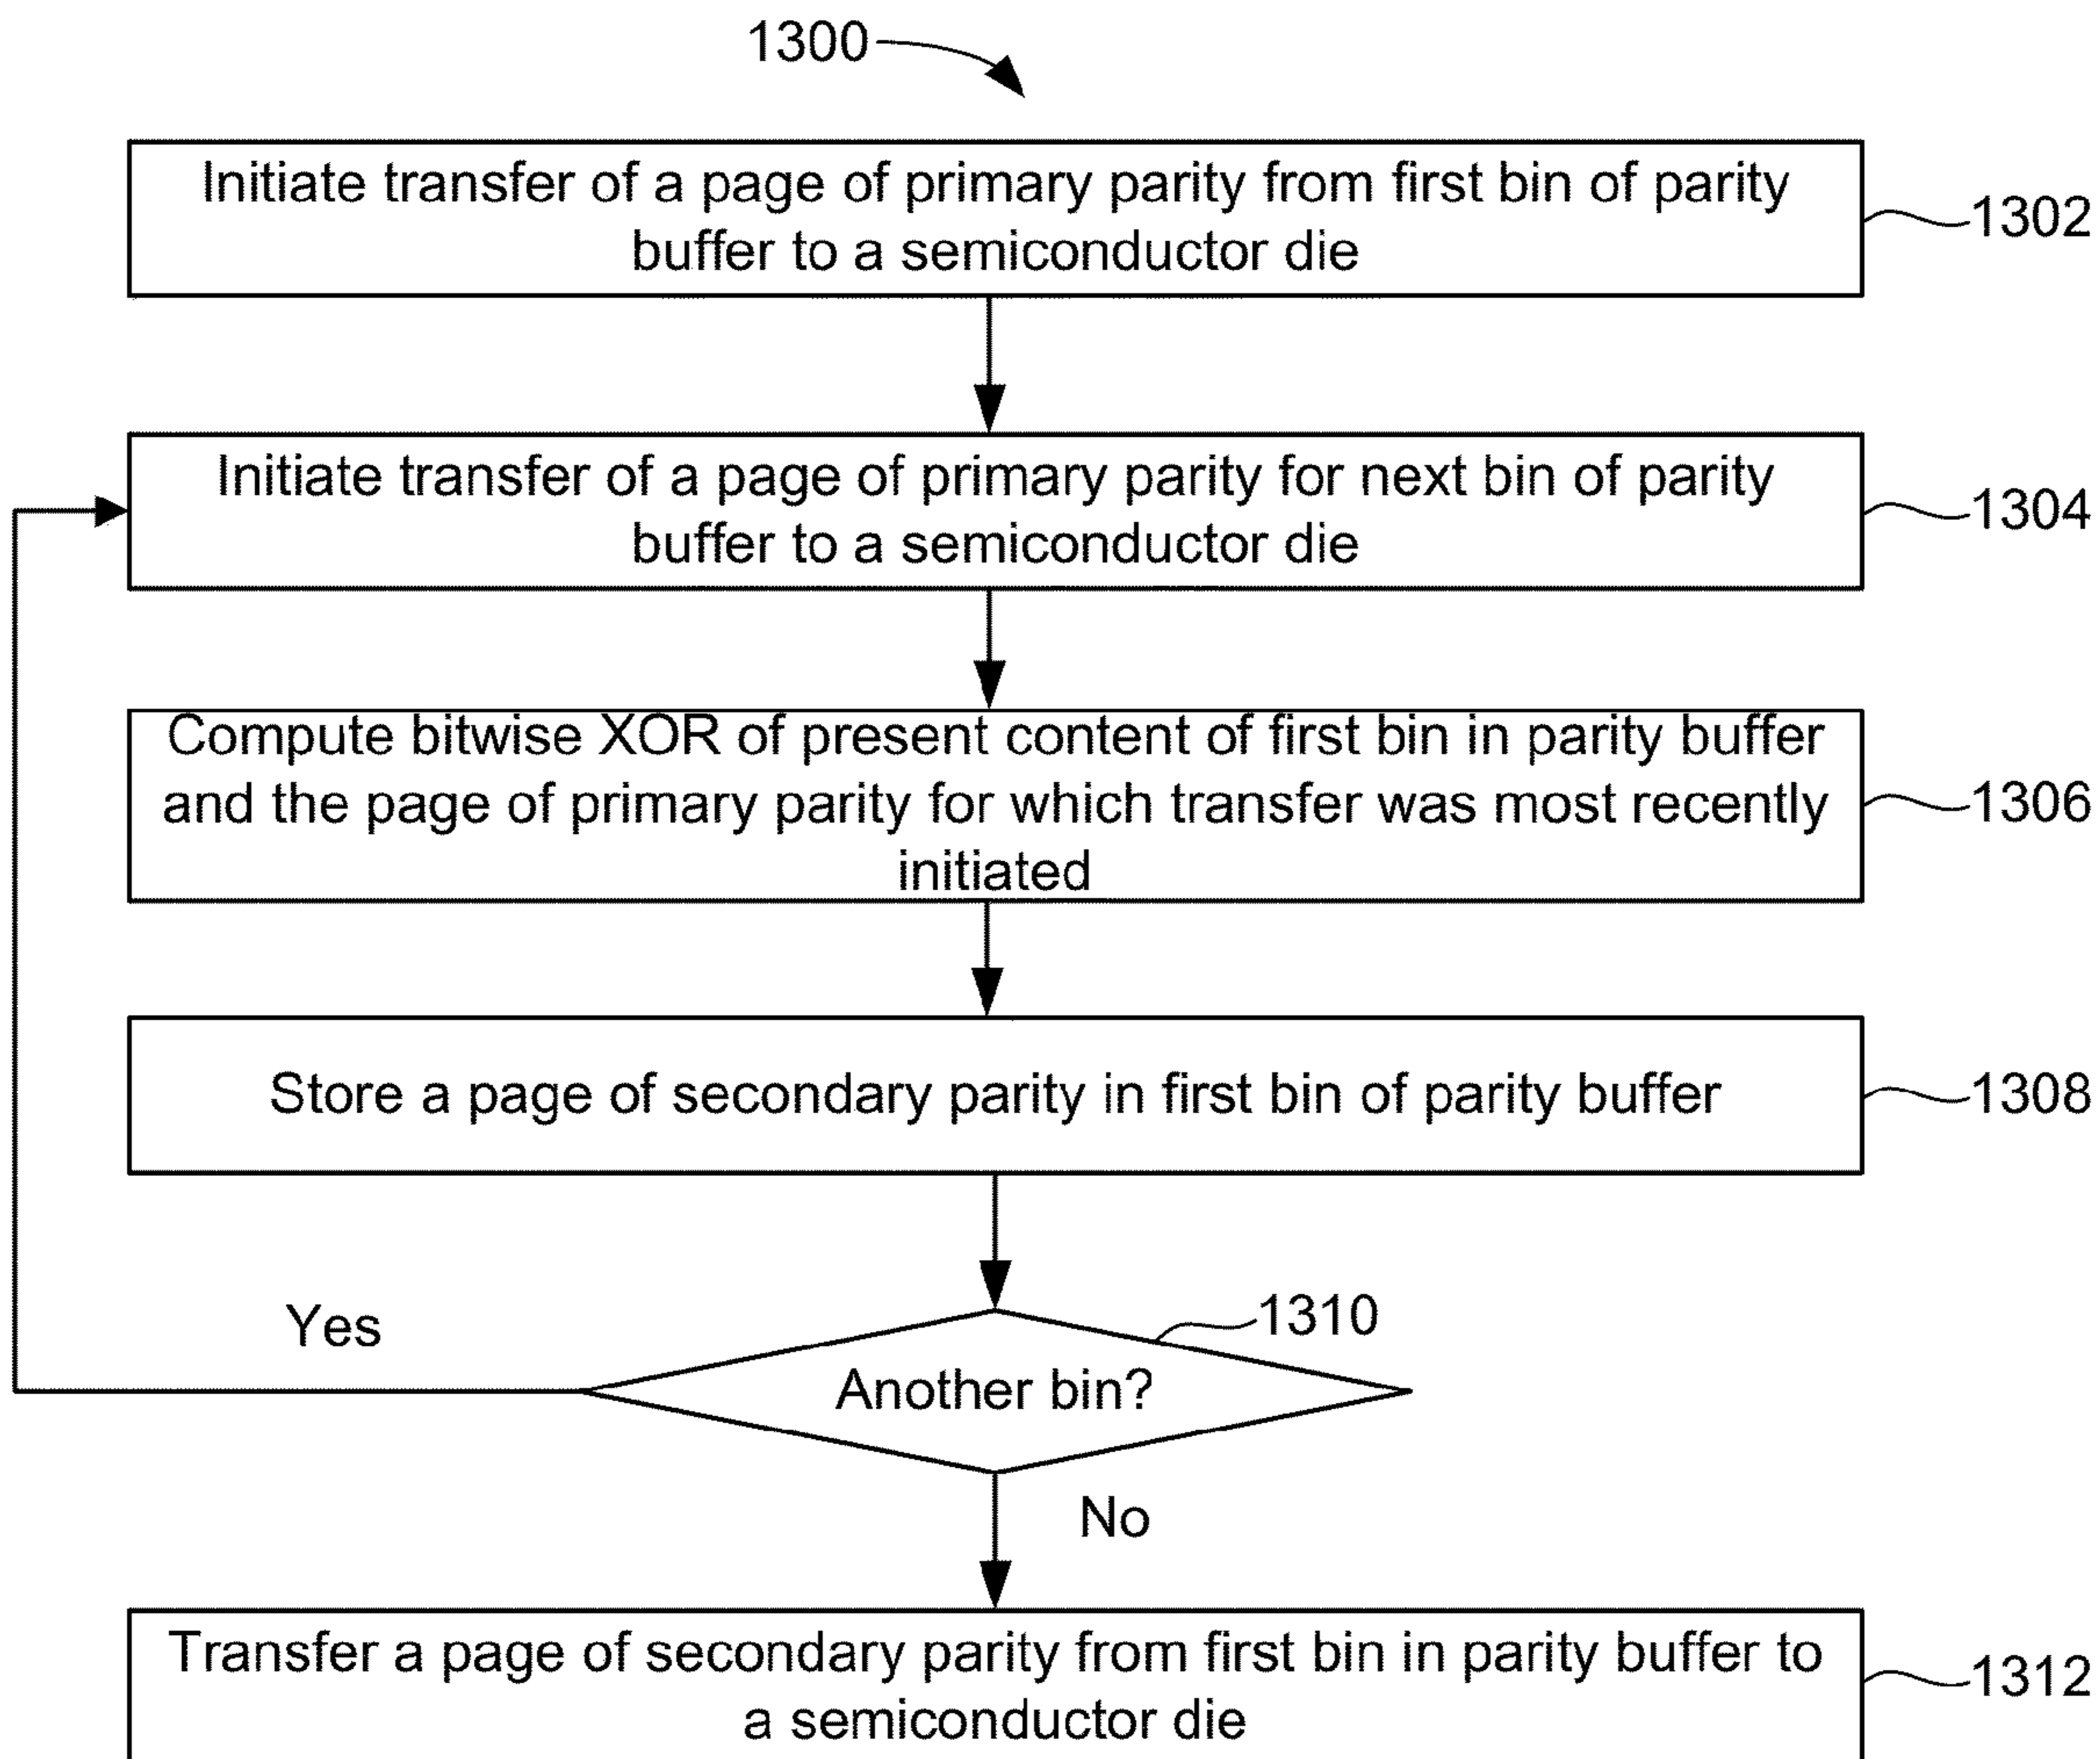 1300
Initiate transfer of a page of primary parity from first bin of parity
buffer to a semiconductor die
1302
Initiate transfer of a page of primary parity for next bin of parity
buffer to a semiconductor die
1304
Compute bitwise XOR of present content of first bin in parity buffer
and the page of primary parity for which transfer was most recently
initiated
1306
Store a page of secondary parity in first bin of parity buffer
1308
Yes
1310
Another bin?
No
Transfer a page of secondary parity from first bin in parity buffer to
a semiconductor die
1312